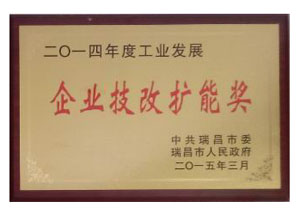 二〇一四年度工业发展
企业技改扩能奖
中共瑞昌市委
瑞昌市人民政府
二〇一五年三月